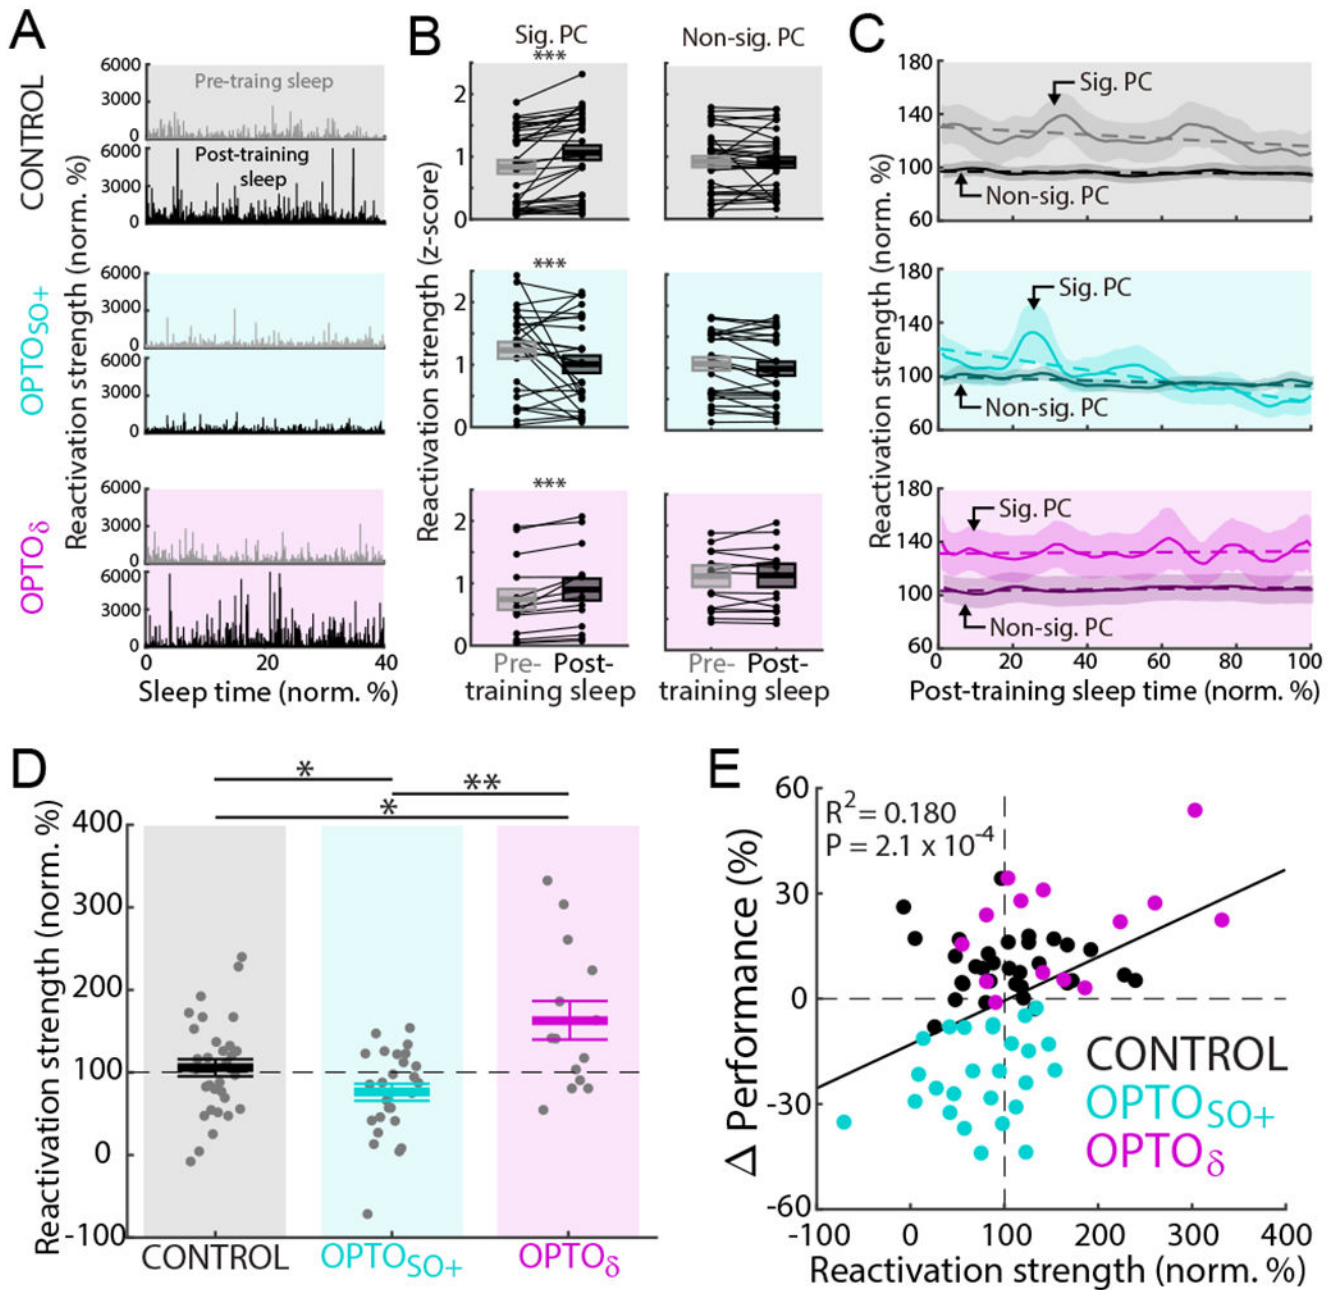 A
CONTROL
OPTOSO+
OPTOδ
Reactivation strength (norm. %)
6000
3000
0
Pre-traing sleep
6000
3000
0
Post-training
sleep
6000
3000
0
6000
3000
0
6000
3000
0
6000
3000
0
0 20 40
Sleep time (norm. %)
B
Sig. PC
Non-sig. PC
Reactivation strength (z-score)
***
2
1
0
***
2
1
0
***
2
1
0
Pre- Post-
training sleep
Pre- Post-
training sleep
C
Reactivation strength (norm. %)
180
140
100
60
Sig. PC
Non-sig. PC
180
140
100
60
Sig. PC
Non-sig. PC
180
140
100
60
Sig. PC
Non-sig. PC
0 20 40 60 80 100
Post-training sleep time (norm. %)
D
Reactivation strength (norm. %)
* **
*
400
300
200
100
0
-100
CONTROL OPTOSO+ OPTOδ
E
Δ Performance (%)
60
30
0
-30
-60
R2 = 0.180
P = 2.1 x 10-4
CONTROL
OPTOSO+
OPTOδ
-100 0 100 200 300 400
Reactivation strength (norm. %)